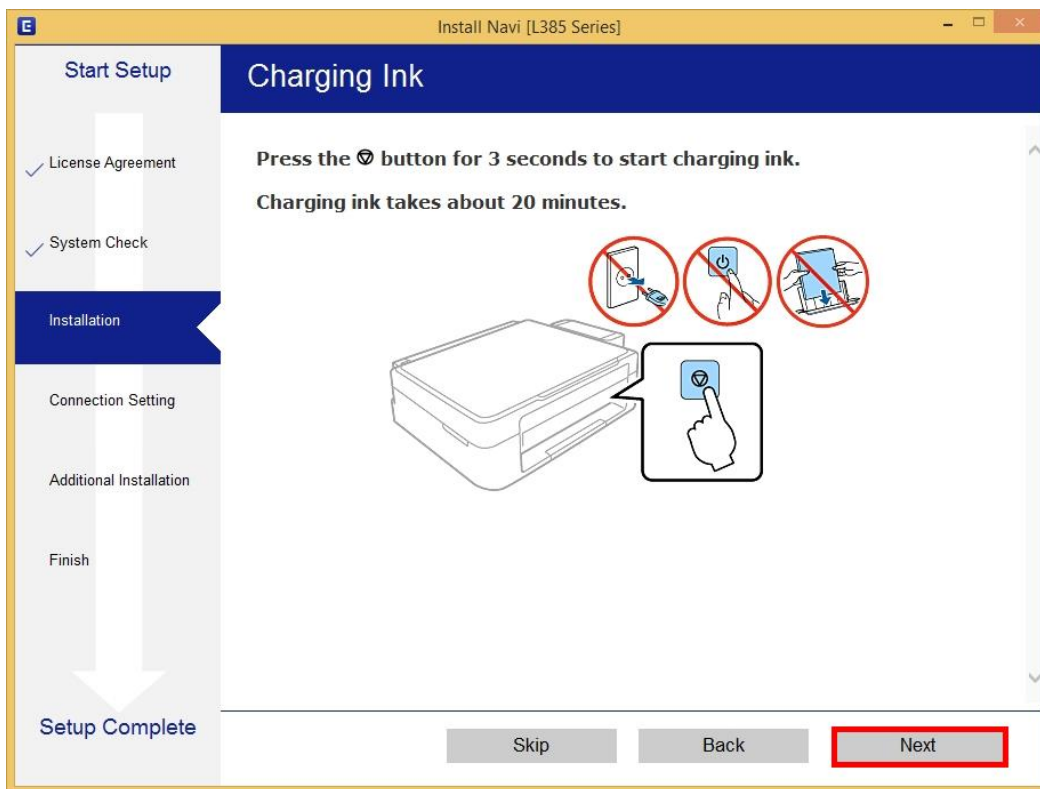 E
Install Navi [L385 Series]
Start Setup
Charging Ink
License Agreement
System Check
Installation
Connection Setting
Additional Installation
Finish
Setup Complete
Press the button for 3 seconds to start charging ink.
Charging ink takes about 20 minutes.
Skip
Back
Next